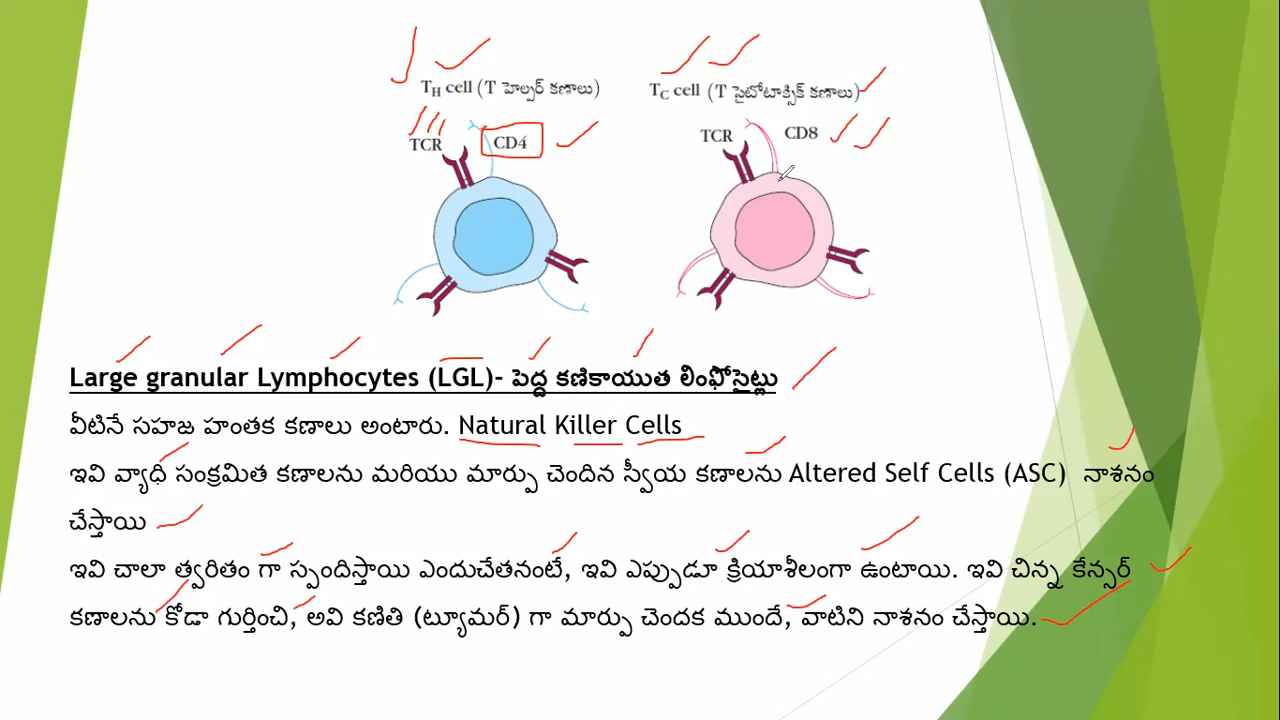 T_H cell (T హెల్పర్ కణాలు)
T_C cell (T సైటోటాక్సిక్ కణాలు)
TCR
CD4
TCR
CD8
Large granular Lymphocytes (LGL)- పెద్ద కణికాయుత లింఫోసైట్లు
వీటినే సహజ హంతక కణాలు అంటారు. Natural Killer Cells
ఇవి వ్యాధి సంక్రమిత కణాలను మరియు మార్పు చెందిన స్వీయ కణాలను Altered Self Cells (ASC) నాశనం
చేస్తాయి
ఇవి చాలా త్వరితం గా స్పందిస్తాయి ఎందుచేతనంటే, ఇవి ఎప్పుడూ క్రియాశీలంగా ఉంటాయి. ఇవి చిన్న కేన్సర్
కణాలను కోడా గుర్తించి, అవి కణితి (ట్యూమర్) గా మార్పు చెందక ముందే, వాటిని నాశనం చేస్తాయి.